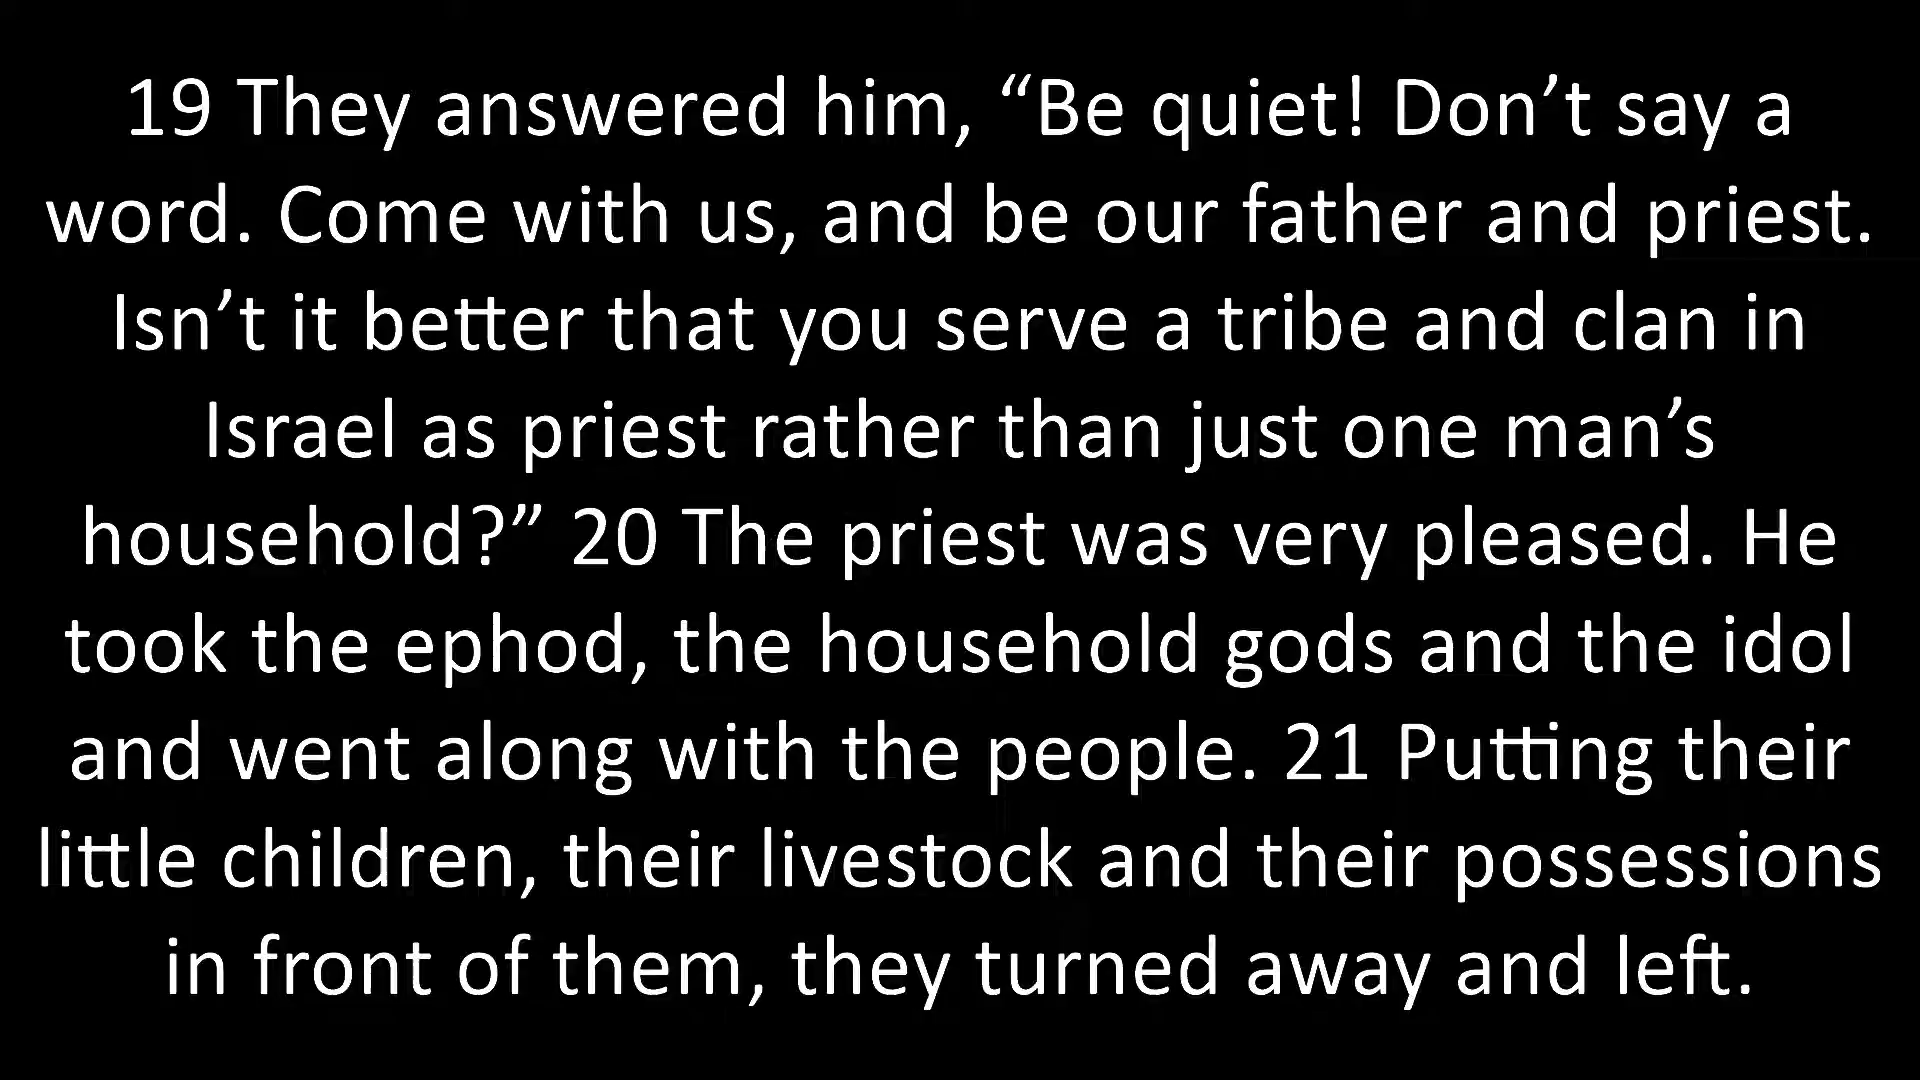 19 They answered him, “Be quiet! Don’t say a
word. Come with us, and be our father and priest.
Isn’t it better that you serve a tribe and clan in
Israel as priest rather than just one man’s
household?” 20 The priest was very pleased. He
took the ephod, the household gods and the idol
and went along with the people. 21 Putting their
little children, their livestock and their possessions
in front of them, they turned away and left.